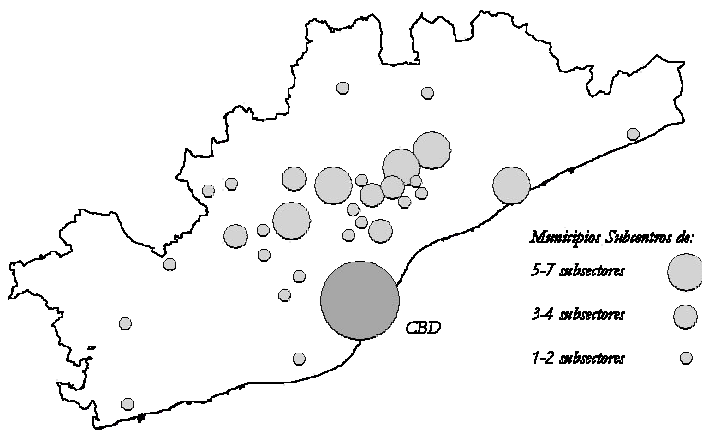 Municipios Subcentros de:
5-7 subsectores
3-4 subsectores
CBD
1-2 subsectores